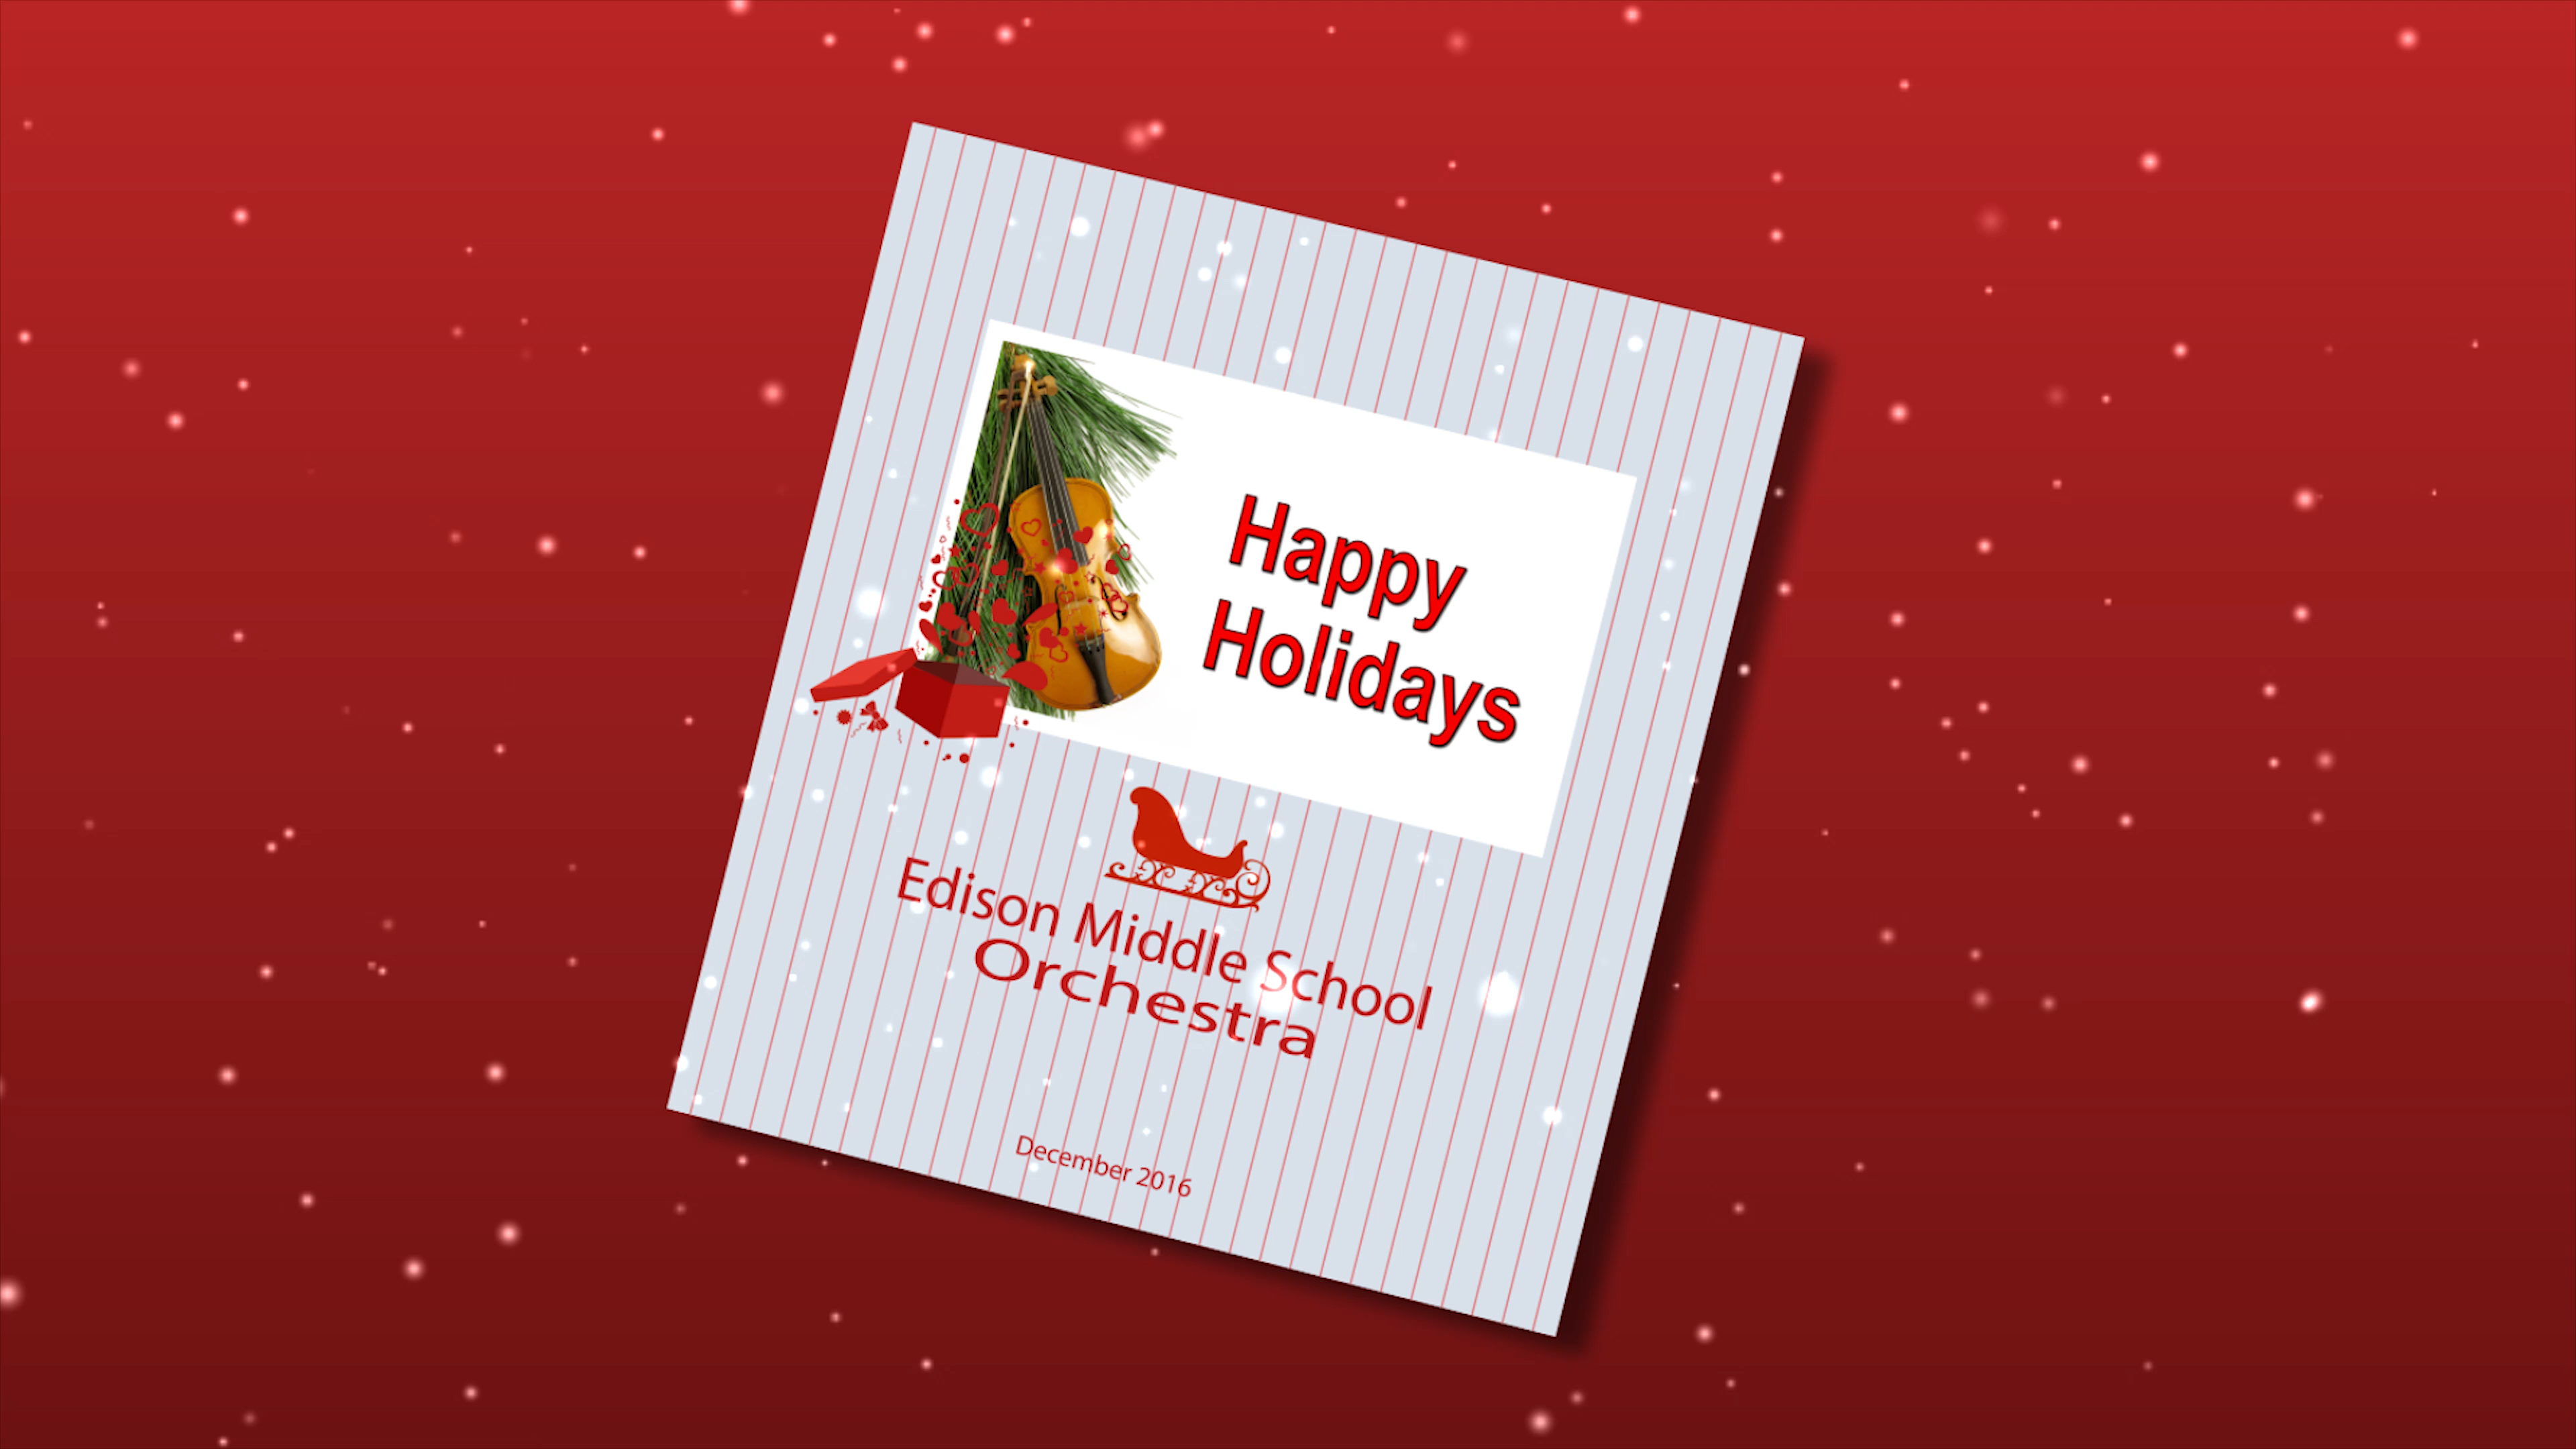 Happy
Holidays
Edison Middle School
Orchestra
December 2016